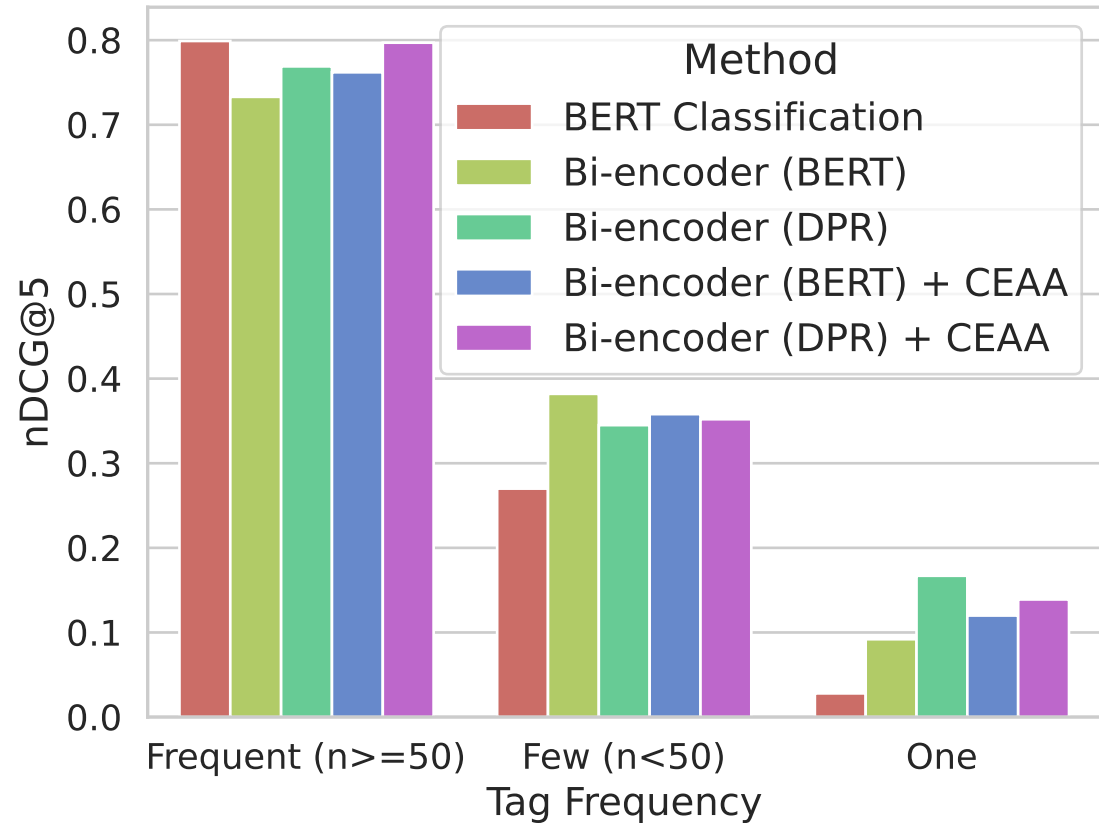 0.8
0.7
0.6
0.5
0.4
0.3
0.2
0.1
0.0
nDCG@5
Method
BERT Classification
Bi-encoder (BERT)
Bi-encoder (DPR)
Bi-encoder (BERT) + CEAA
Bi-encoder (DPR) + CEAA
Frequent (n>=50) Few (n<50) One
Tag Frequency